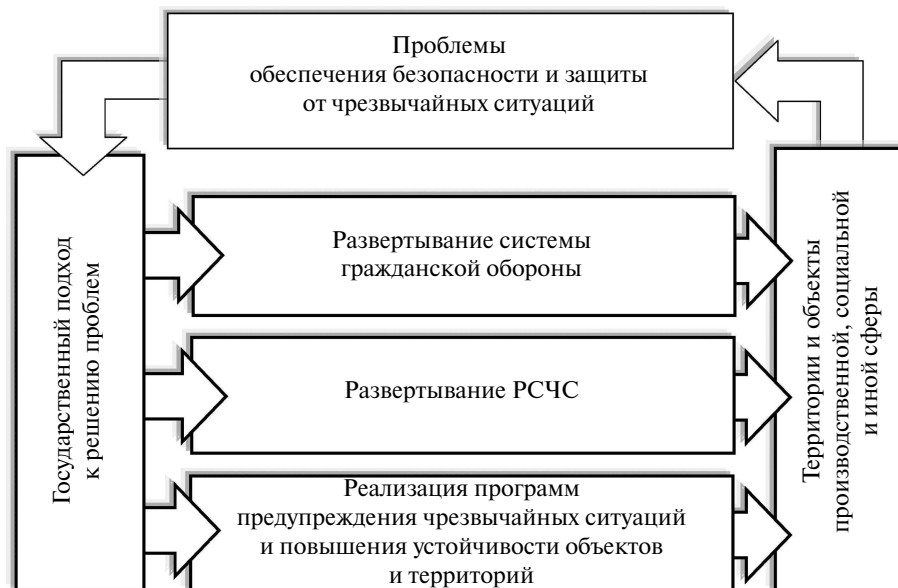 Проблемы
обеспечения безопасности и защиты
от чрезвычайных ситуаций
Государственный подход
к решению проблем
Развертывание системы
гражданской обороны
Развертывание РСЧС
Реализация программ
предупреждения чрезвычайных ситуаций
и повышения устойчивости объектов
и территорий
Территории и объекты
производственной, социальной
и иной сферы